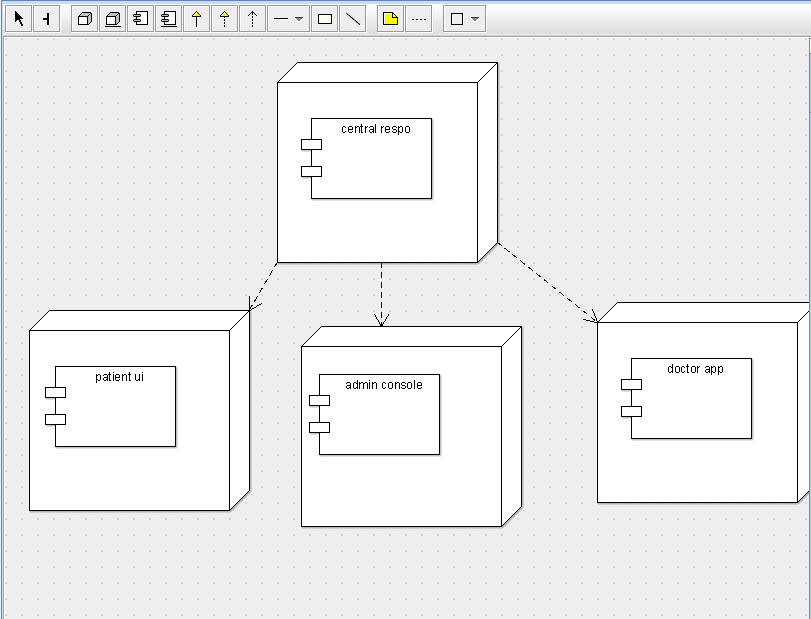 central respo
patient ui
admin console
doctor app